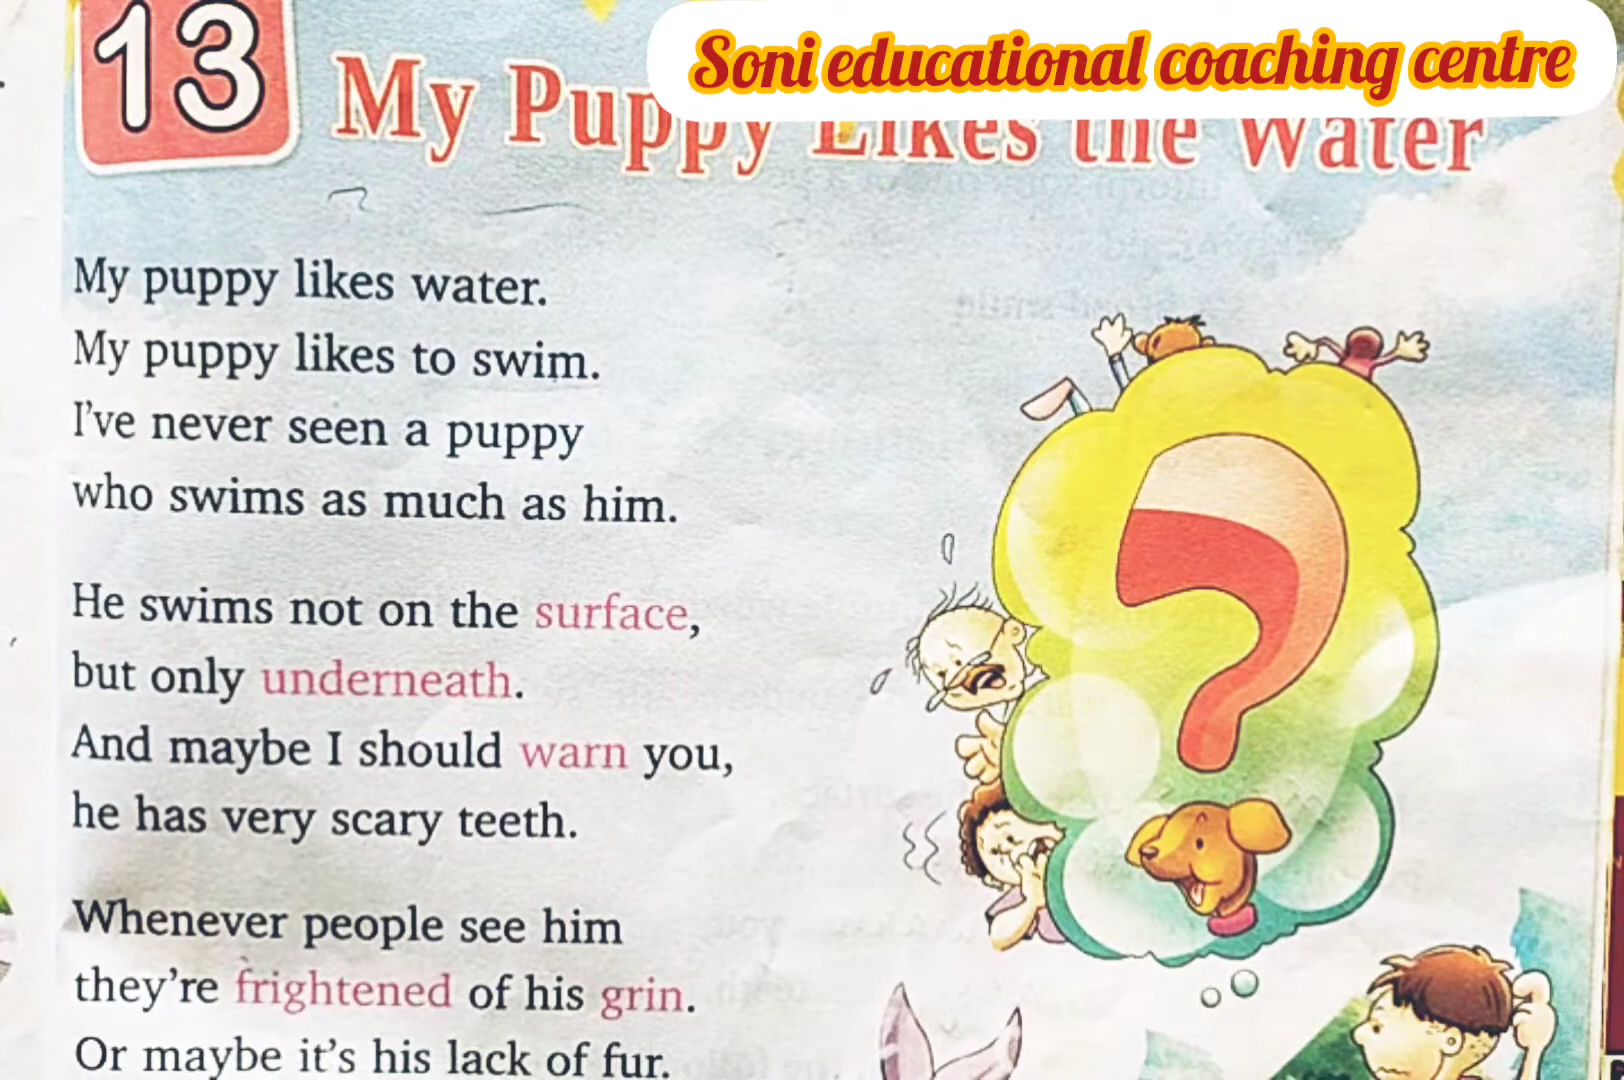 13
Soni educational coaching centre
My Puppy Likes the Water
My puppy likes water.
My puppy likes to swim.
I've never seen a puppy
who swims as much as him.
He swims not on the surface,
but only underneath.
And maybe I should warn you,
he has very scary teeth.
Whenever people see him
they're frightened of his grin.
Or maybe it's his lack of fur.
?